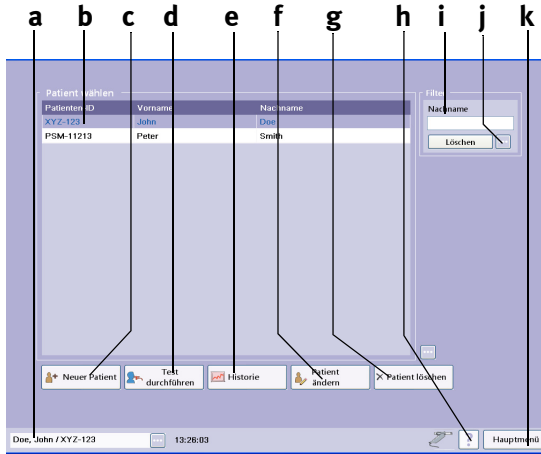 a b c d e f g h i j k
Patient wählen
Filter
Patienten-ID Vorname Nachname
Nachname
XYZ-123 John Doe
PSM-11213 Peter Smith
Löschen
Neuer Patient
Test durchführen
Historie
Patient ändern
Patient löschen
Doe, John / XYZ-123
13:26:03
?
Hauptmenü